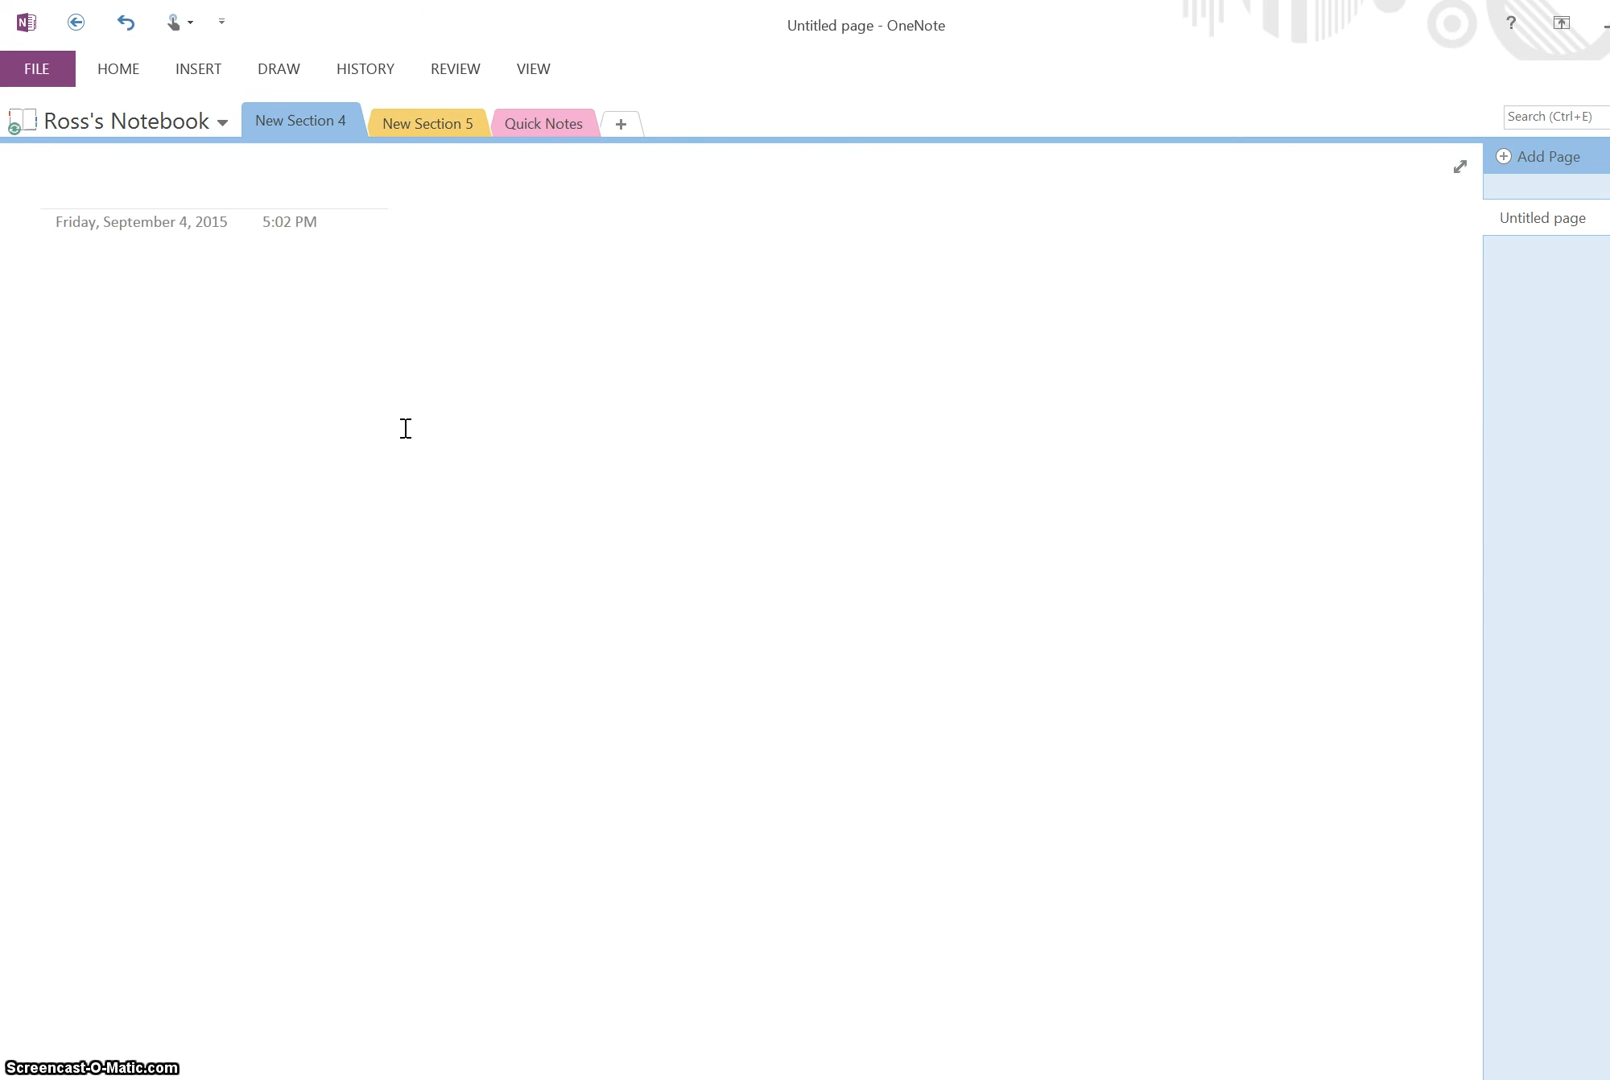 Untitled page - OneNote
?
FILE HOME INSERT DRAW HISTORY REVIEW VIEW
Ross's Notebook New Section 4 New Section 5 Quick Notes +
Search (Ctrl+E)
Add Page
Untitled page
Friday, September 4, 2015 5:02 PM
Screencast-O-Matic.com